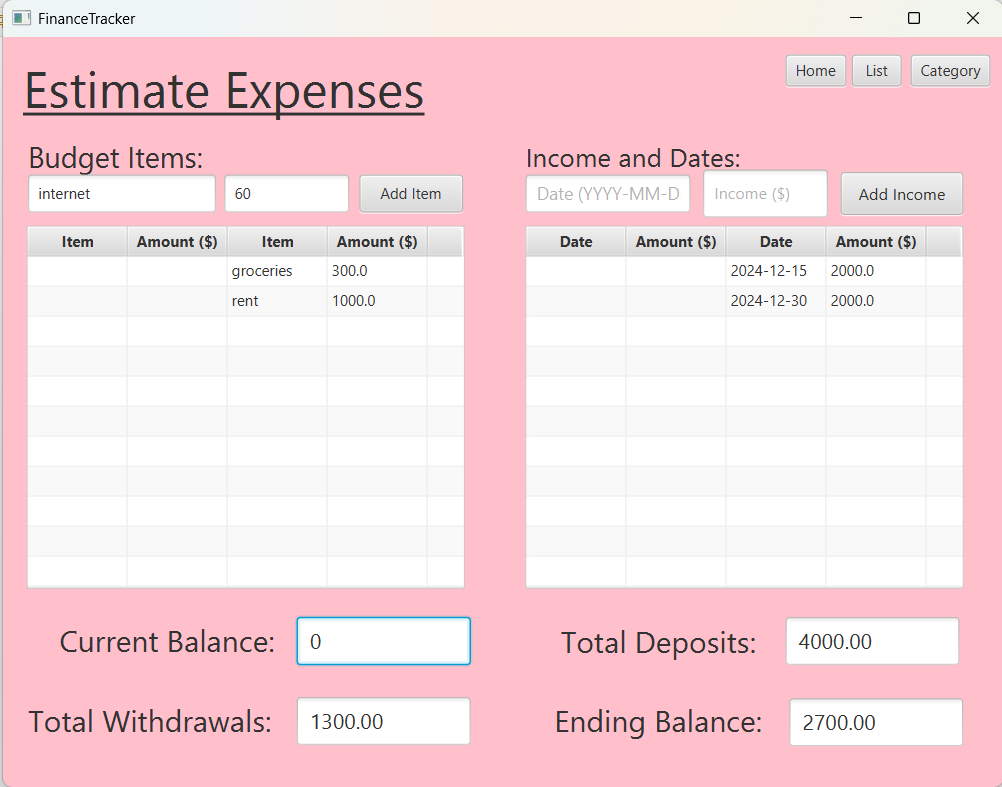 FinanceTracker
Home List Category
Estimate Expenses
Budget Items:
internet 60 Add Item
Item Amount ($) Item Amount ($)
groceries 300.0
rent 1000.0
Income and Dates:
Date (YYYY-MM-D Income ($) Add Income
Date Amount ($) Date Amount ($)
2024-12-15 2000.0
2024-12-30 2000.0
Current Balance: 0
Total Deposits: 4000.00
Total Withdrawals: 1300.00
Ending Balance: 2700.00